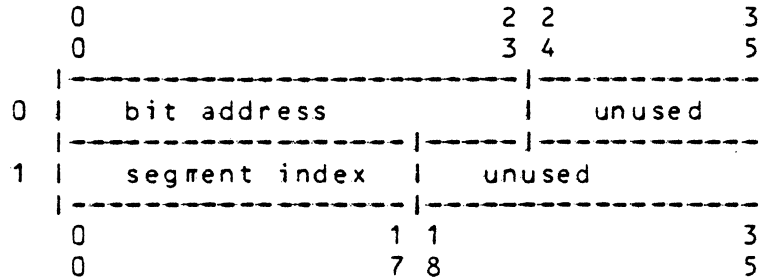 0 2 2 3
0 3 4 5
0 | bit address | unused
1 | segment index | unused
0 1 1 3
0 7 8 5